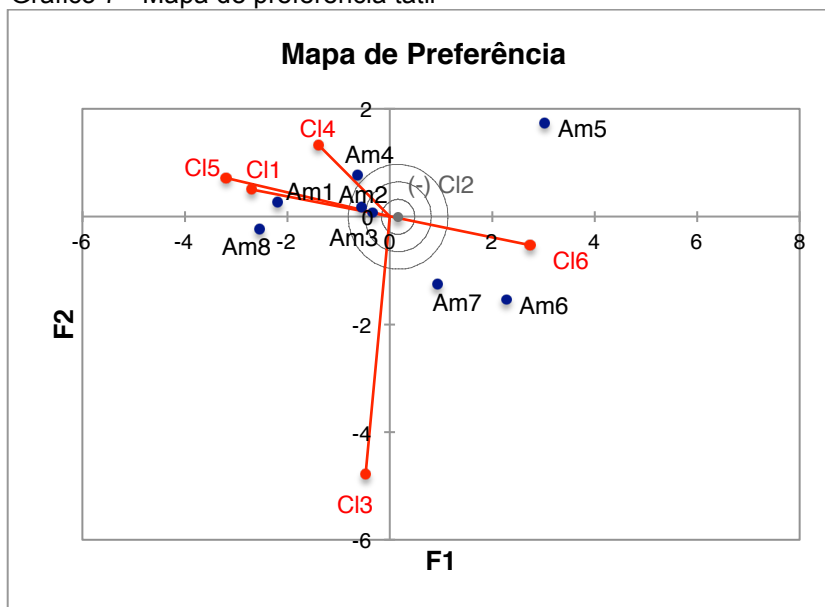 Gráfico 7 - Mapa de preferência tátil
Mapa de Preferência
2
Cl4
Am5
Am4
Cl5
Cl1
(-) Cl2
Am1
Am2
0
-6
-4
-2
0
2
4
6
8
Am8
Am3
Cl6
Am7
Am6
F2
-2
-4
Cl3
-6
F1